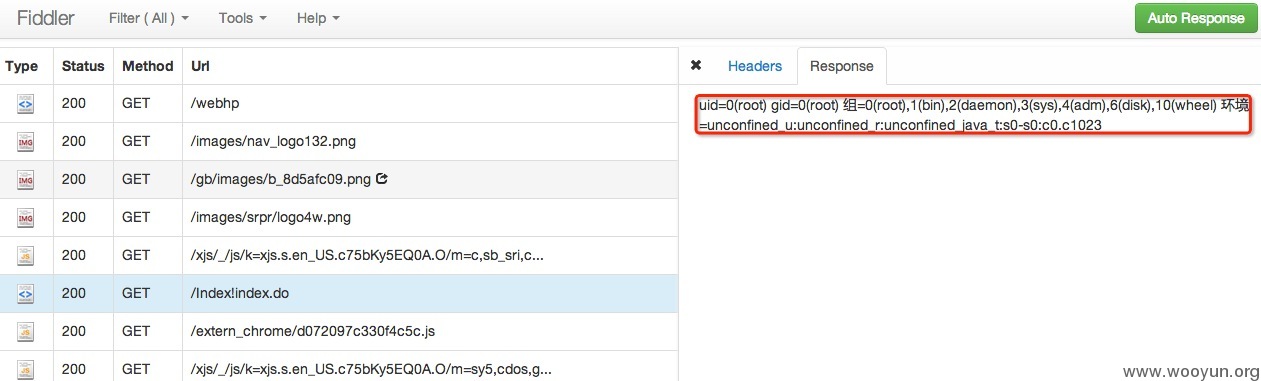 Fiddler Filter ( All ) Tools Help Auto Response
Type Status Method Url
✖ Headers Response
200 GET /webhp
uid=0(root) gid=0(root) 组=0(root),1(bin),2(daemon),3(sys),4(adm),6(disk),10(wheel) 环境
=unconfined_u:unconfined_r:unconfined_java_t:s0-s0:c0.c1023
IMG 200 GET /images/nav_logo132.png
IMG 200 GET /gb/images/b_8d5afc09.png
IMG 200 GET /images/srpr/logo4w.png
JS 200 GET /xjs/_/js/k=xjs.s.en_US.c75bKy5EQ0A.O/m=c,sb_sri,c...
200 GET /Index!index.do
JS 200 GET /extern_chrome/d072097c330f4c5c.js
JS 200 GET /xjs/_/js/k=xjs.s.en_US.c75bKy5EQ0A.O/m=sy5,cdos,g...
www.wooyun.org